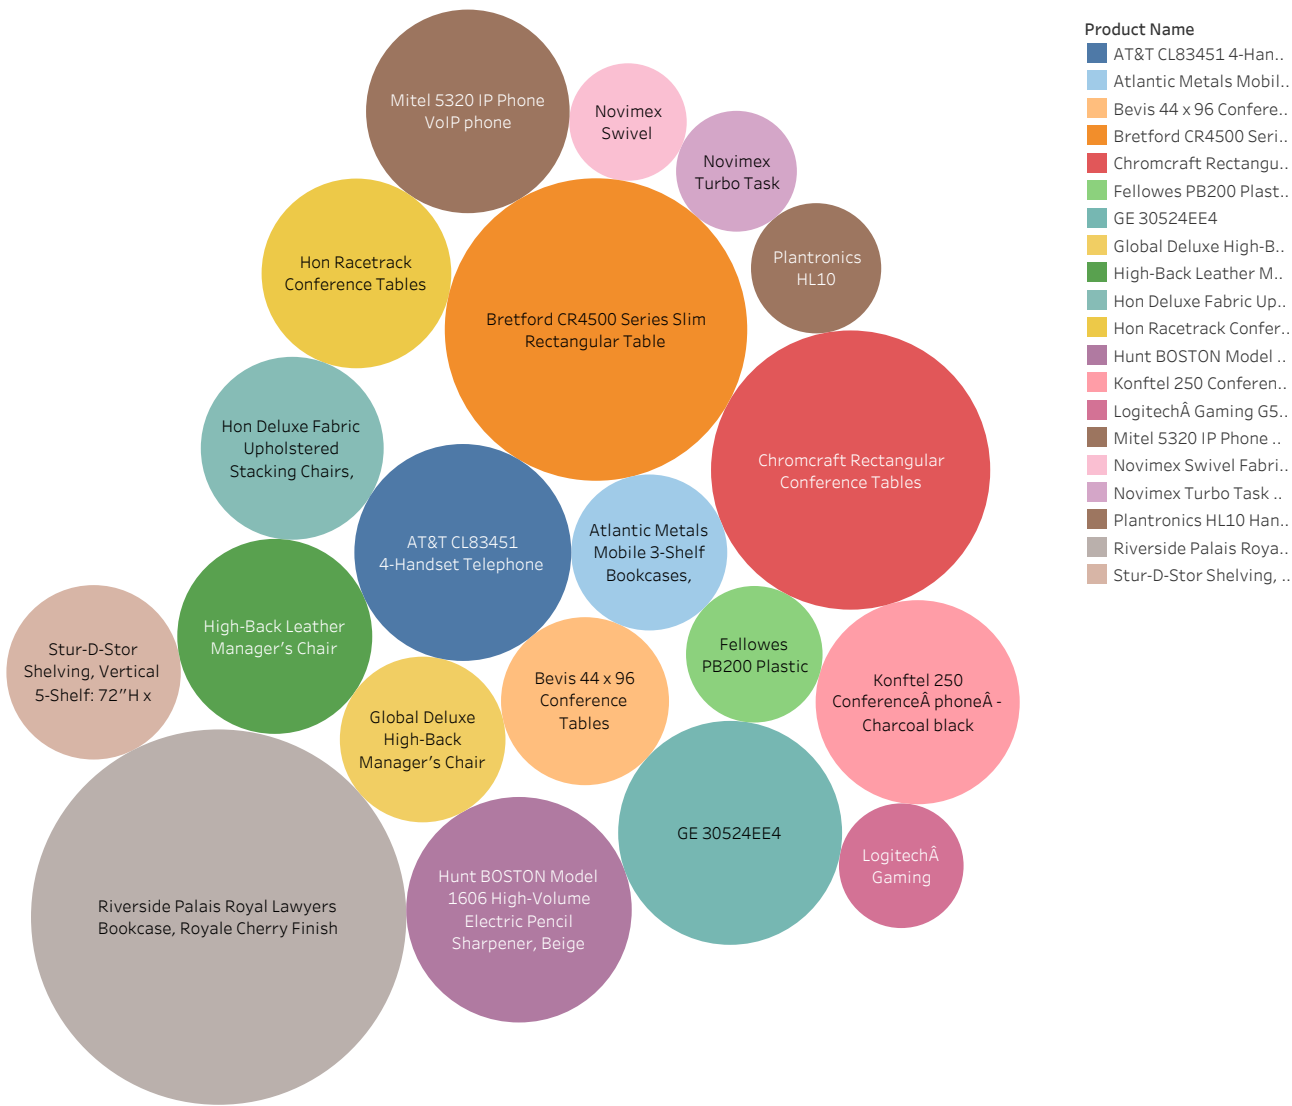 Mitel 5320 IP Phone
VoIP phone
Novimex
Swivel
Novimex
Turbo Task
Plantronics
HL10
Hon Racetrack
Conference Tables
Bretford CR4500 Series Slim
Rectangular Table
Hon Deluxe Fabric
Upholstered
Stacking Chairs,
Chromcraft Rectangular
Conference Tables
AT&T CL83451
4-Handset Telephone
Atlantic Metals
Mobile 3-Shelf
Bookcases,
High-Back Leather
Manager's Chair
Stur-D-Stor
Shelving, Vertical
5-Shelf: 72"H x
Fellowes
PB200 Plastic
Bevis 44 x 96
Conference
Tables
Konftel 250
ConferenceÂ phoneÂ -
Charcoal black
Global Deluxe
High-Back
Manager's Chair
GE 30524EE4
LogitechÂ
Gaming
Hunt BOSTON Model
1606 High-Volume
Electric Pencil
Sharpener, Beige
Riverside Palais Royal Lawyers
Bookcase, Royale Cherry Finish
Product Name
AT&T CL83451 4-Han..
Atlantic Metals Mobil..
Bevis 44 x 96 Confere..
Bretford CR4500 Seri..
Chromcraft Rectangu..
Fellowes PB200 Plast..
GE 30524EE4
Global Deluxe High-B..
High-Back Leather M..
Hon Deluxe Fabric Up..
Hon Racetrack Confer..
Hunt BOSTON Model ..
Konftel 250 Conferen..
LogitechÂ Gaming G5..
Mitel 5320 IP Phone ..
Novimex Swivel Fabri..
Novimex Turbo Task ..
Plantronics HL10 Han..
Riverside Palais Roya..
Stur-D-Stor Shelving, ..